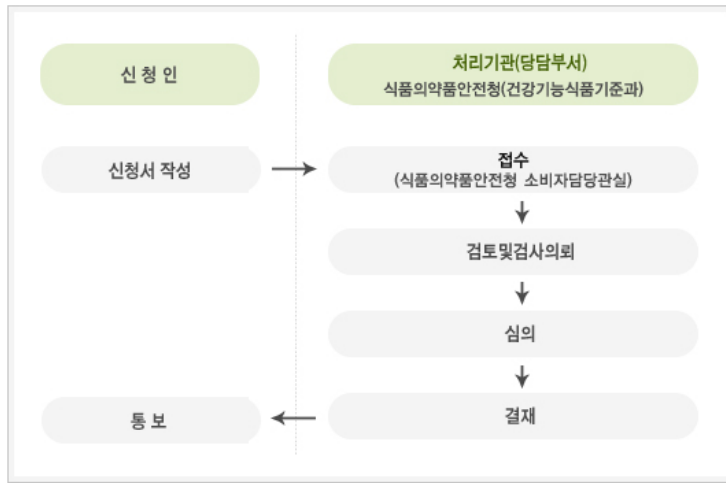 신 청 인
처리기관(당담부서)
식품의약품안전청(건강기능식품기준과)
신청서 작성
접수
(식품의약품안전청 소비자담당관실)
검토및검사의뢰
심의
결재
통 보